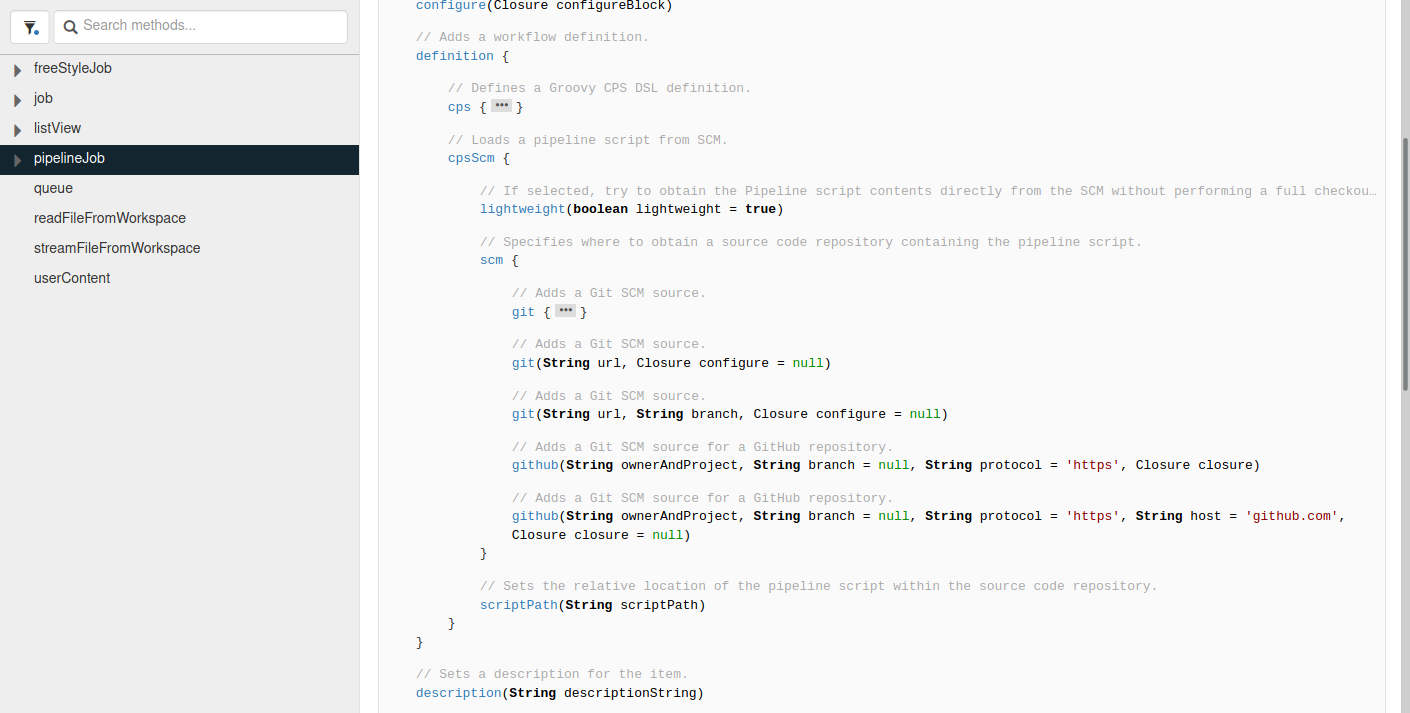 Search methods...
freeStyleJob
job
listView
pipelineJob
queue
readFileFromWorkspace
streamFileFromWorkspace
userContent
configure(Closure configureBlock)
// Adds a workflow definition.
definition {
// Defines a Groovy CPS DSL definition.
cps { ••• }
// Loads a pipeline script from SCM.
cpsScm {
// If selected, try to obtain the Pipeline script contents directly from the SCM without performing a full checkou…
lightweight(boolean lightweight = true)
// Specifies where to obtain a source code repository containing the pipeline script.
scm {
// Adds a Git SCM source.
git { ••• }
// Adds a Git SCM source.
git(String url, Closure configure = null)
// Adds a Git SCM source.
git(String url, String branch, Closure configure = null)
// Adds a Git SCM source for a GitHub repository.
github(String ownerAndProject, String branch = null, String protocol = 'https', Closure closure)
// Adds a Git SCM source for a GitHub repository.
github(String ownerAndProject, String branch = null, String protocol = 'https', String host = 'github.com',
Closure closure = null)
}
// Sets the relative location of the pipeline script within the source code repository.
scriptPath(String scriptPath)
}
}
// Sets a description for the item.
description(String descriptionString)